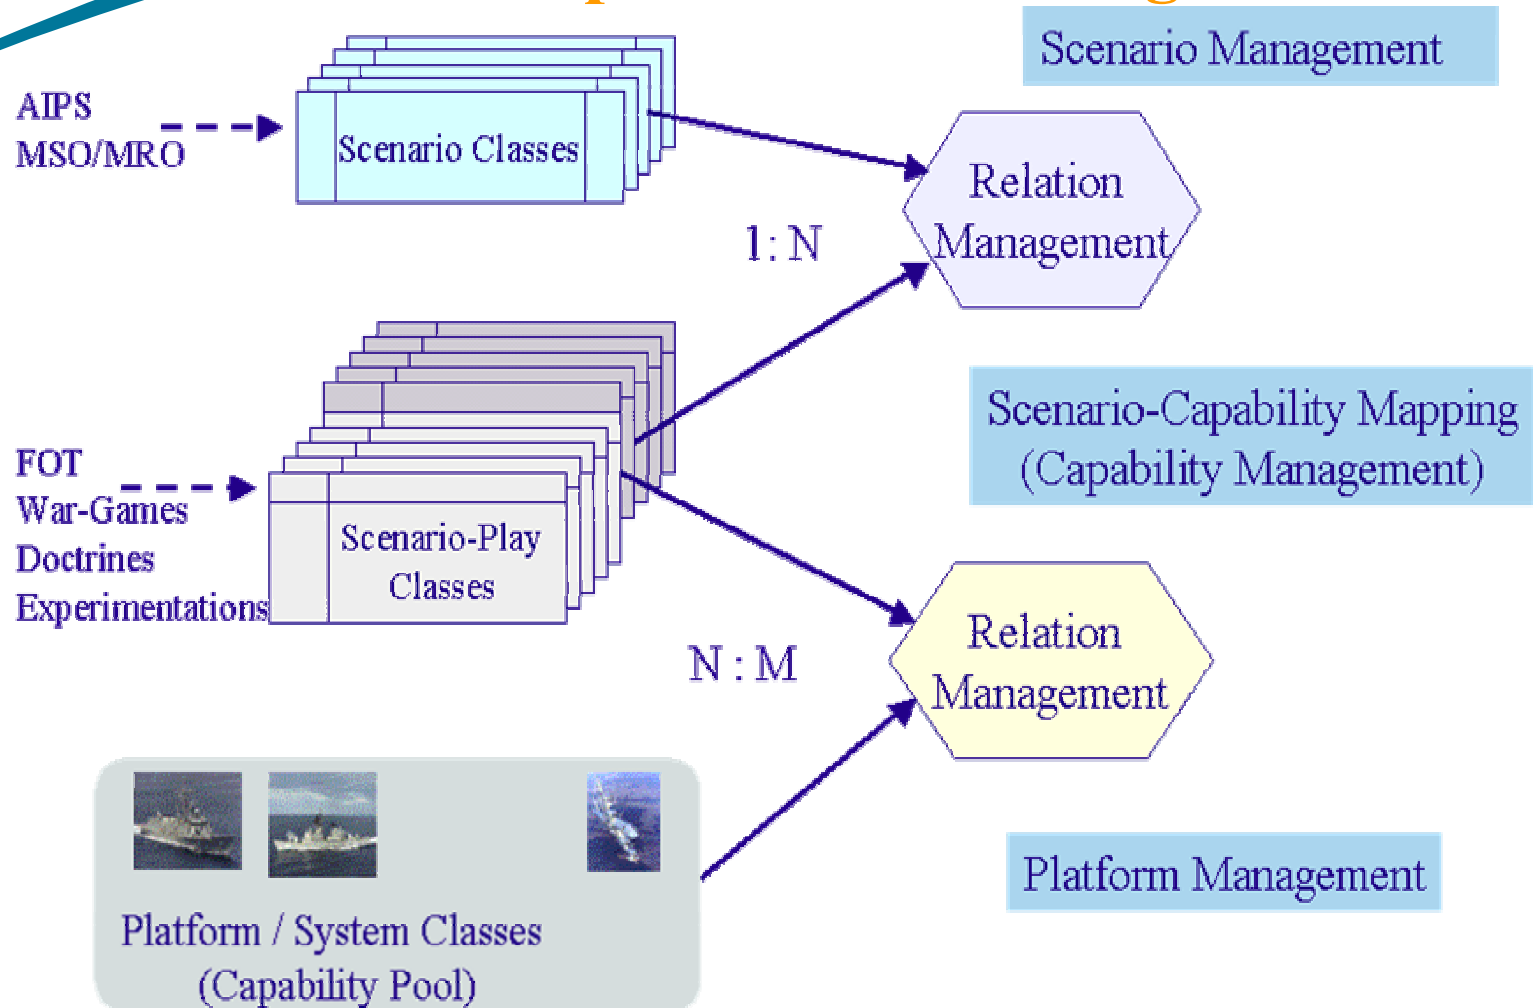 Scenario Management
AIPS
MSO/MRO
Scenario Classes
Relation
Management
1: N
Scenario-Capability Mapping
(Capability Management)
FOT
War-Games
Doctrines
Experimentations
Scenario-Play
Classes
Relation
Management
N : M
Platform Management
Platform / System Classes
(Capability Pool)